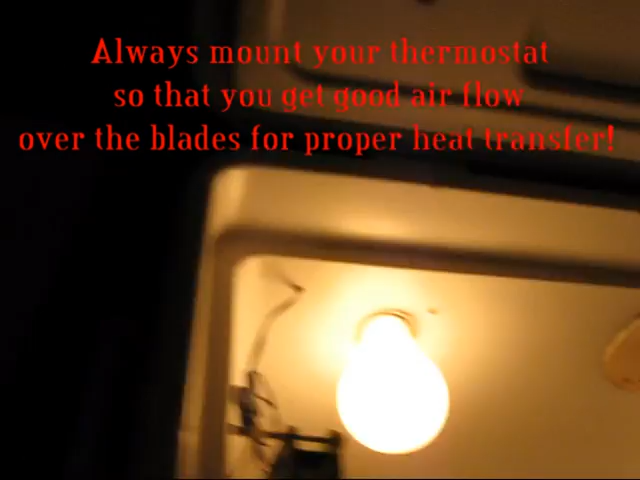 Always mount your thermostat
so that you get good air flow
over the blades for proper heat transfer!